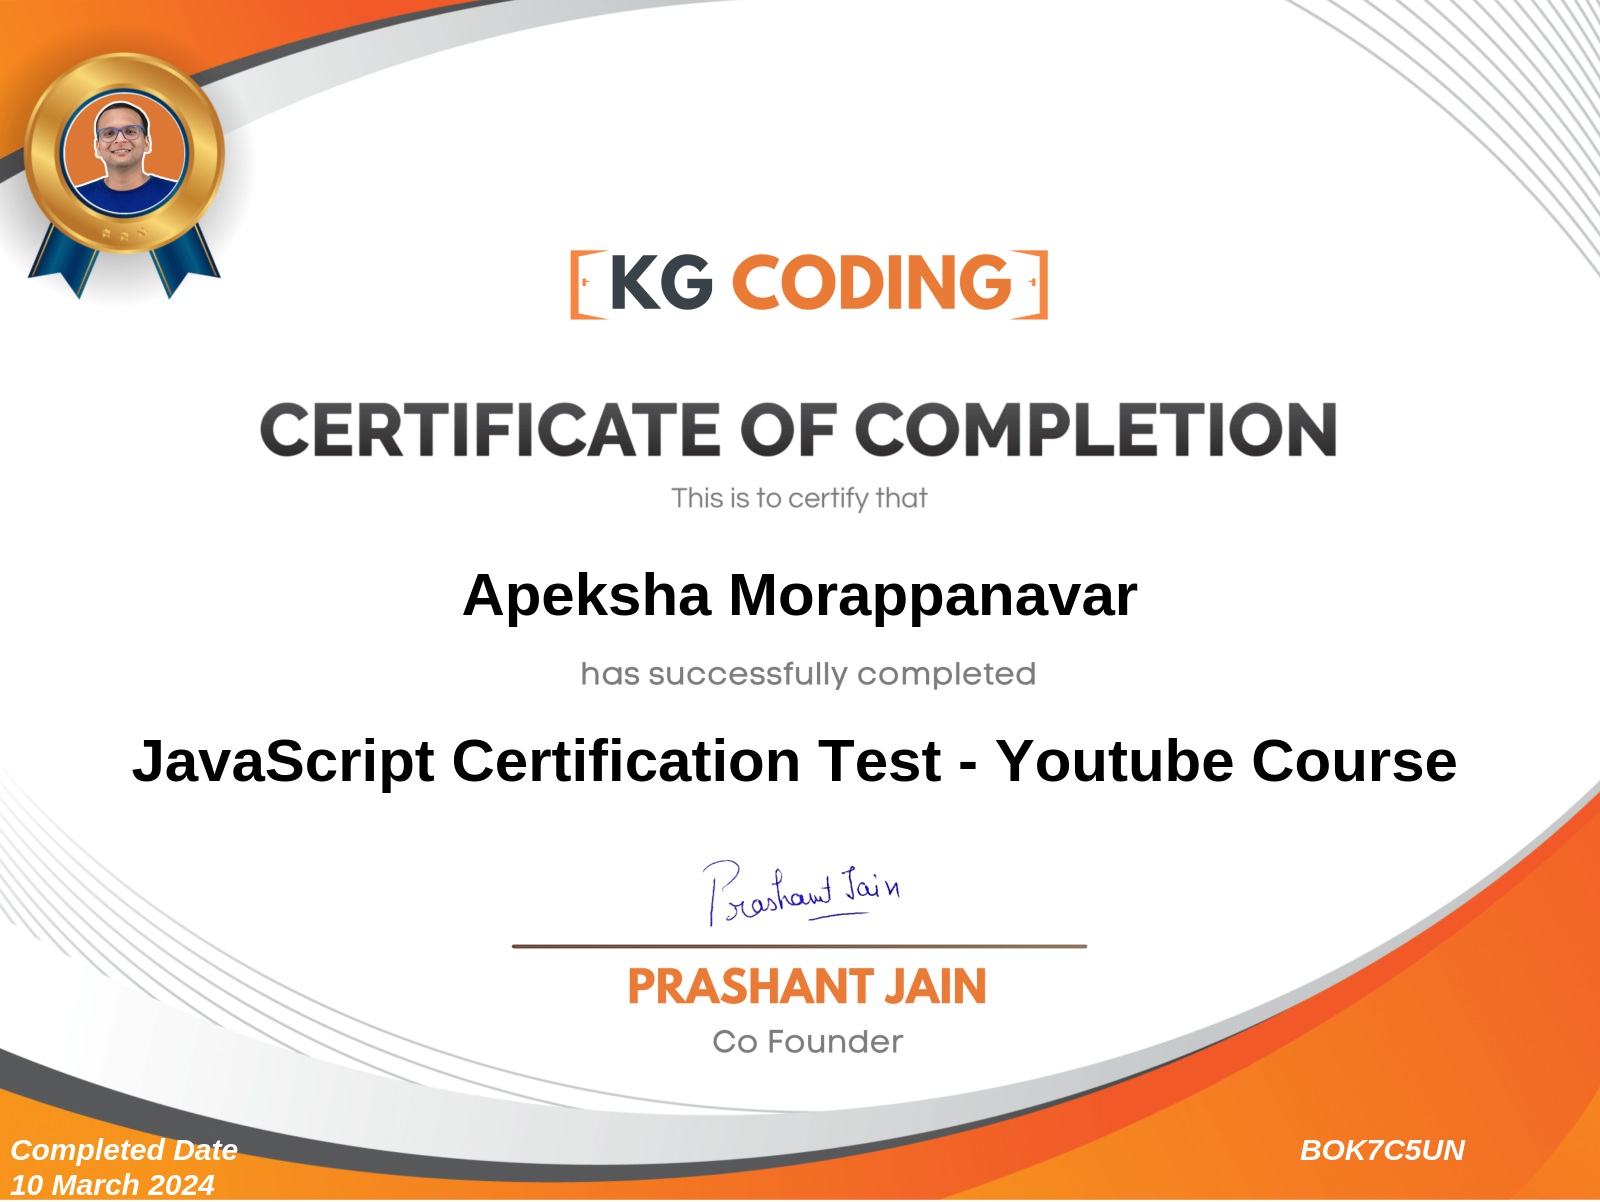 KG CODING
CERTIFICATE OF COMPLETION
This is to certify that
Apeksha Morappanavar
has successfully completed
JavaScript Certification Test - Youtube Course
Prashant Jain
PRASHANT JAIN
Co Founder
Completed Date
10 March 2024
BOK7C5UN